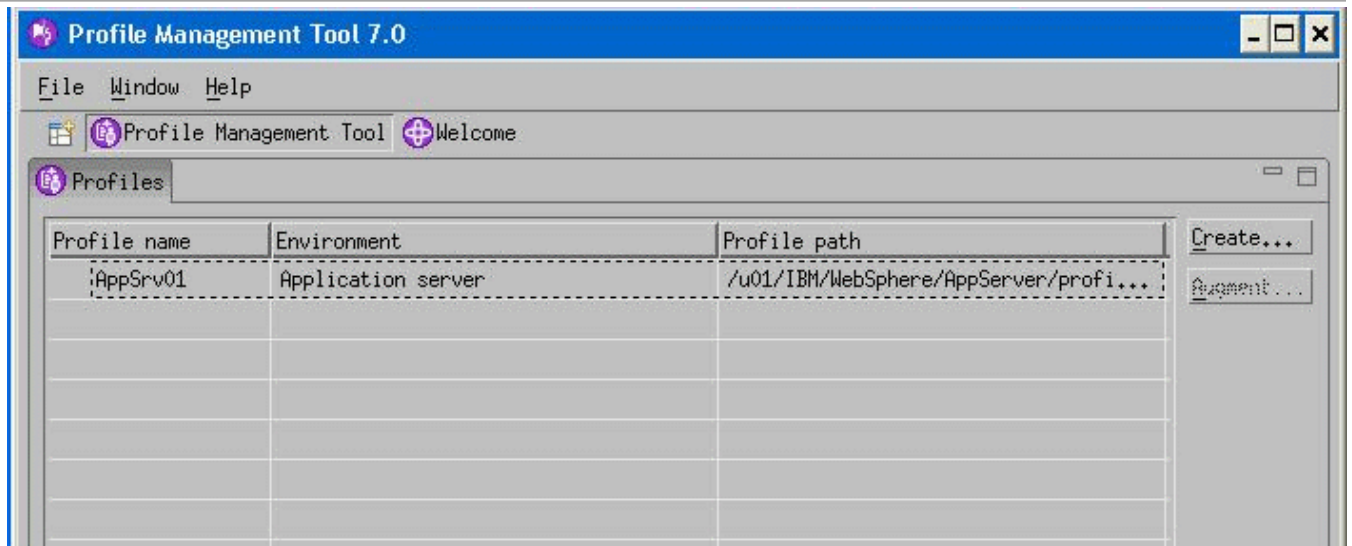 Profile Management Tool 7.0
File Window Help
Profile Management Tool Welcome
Profiles
Profile name Environment Profile path Create...
AppSrv01 Application server /u01/IBM/WebSphere/AppServer/profi... Augment...